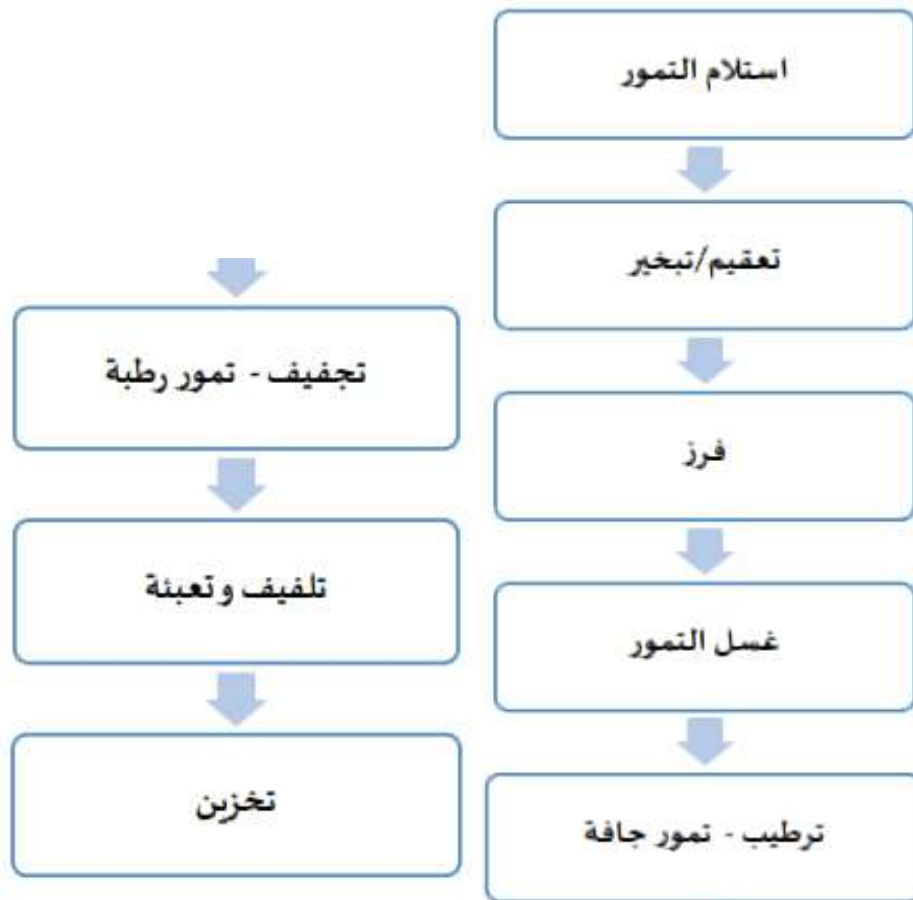 استلام التمور
تعقيم/تبخير
فرز
غسل التمور
ترطيب - تمور جافة
تجفيف - تمور رطبة
تلفيف وتعبئة
تخزين